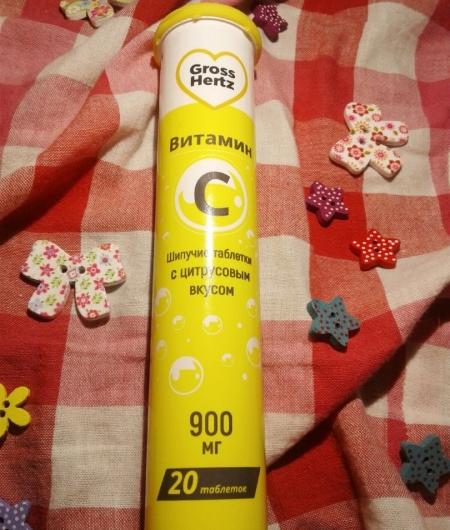 Gross
Hertz
Витамин
C
Шипучие таблетки
с цитрусовым
вкусом
900
мг
20 таблеток